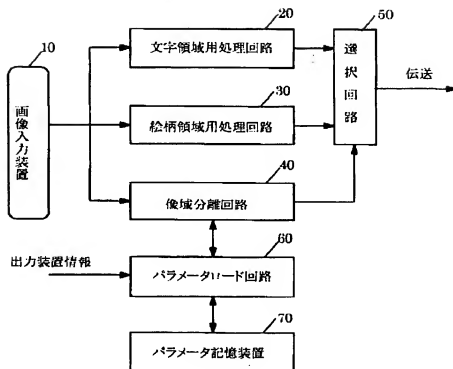 20
文字領域用処理回路
50
選択回路
10
画像入力装置
伝送
30
絵柄領域用処理回路
40
像域分離回路
60
出力装置情報
パラメータロード回路
70
パラメータ記憶装置